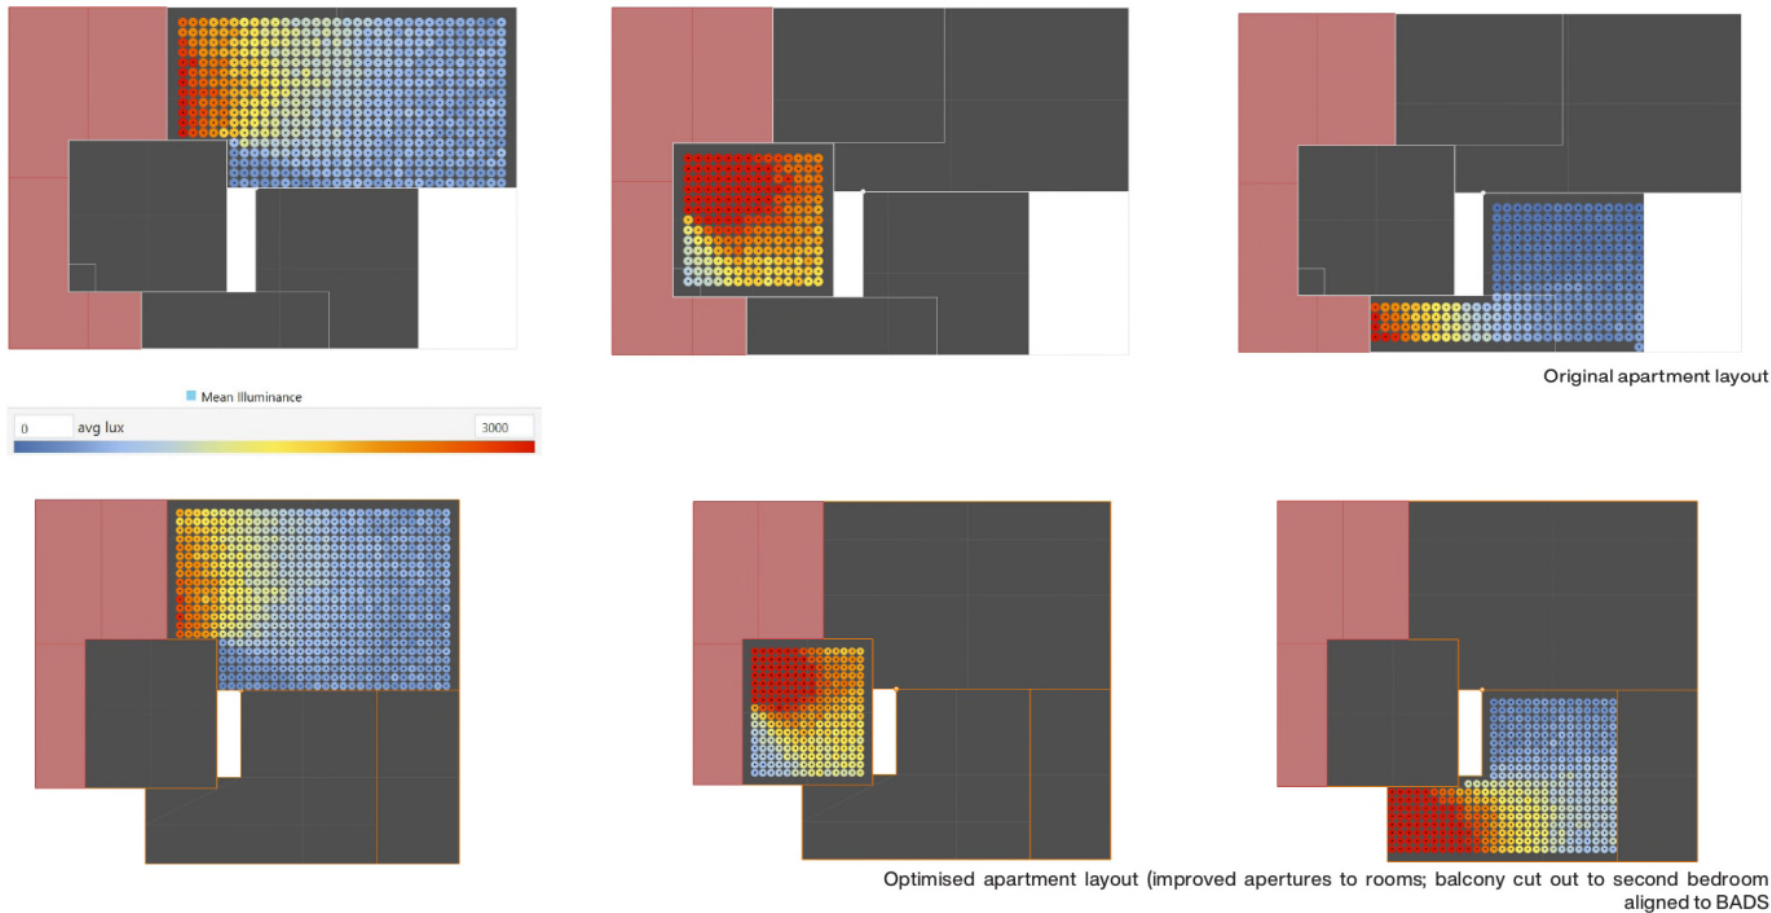 Original apartment layout
Mean Illuminance
0 avg lux 3000
Optimised apartment layout (improved apertures to rooms; balcony cut out to second bedroom
aligned to BADS